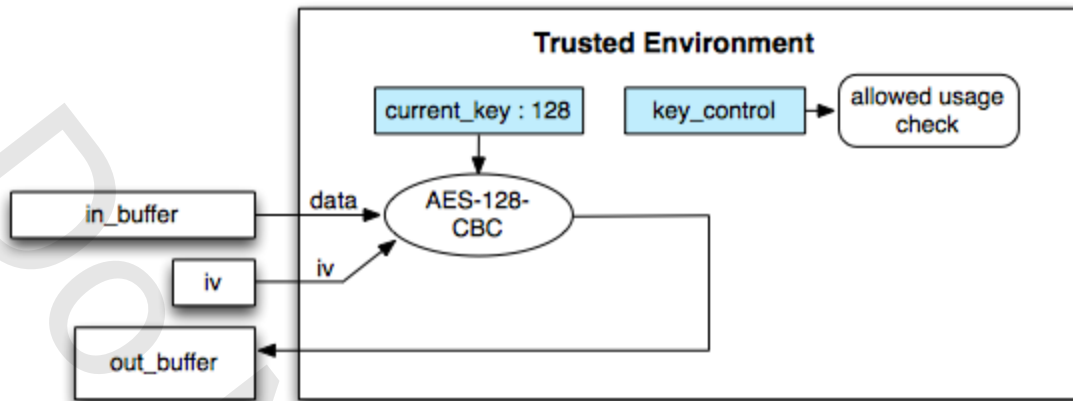 Trusted Environment
current_key : 128
key_control
allowed usage
check
in_buffer
data
AES-128-
CBC
iv
iv
out_buffer